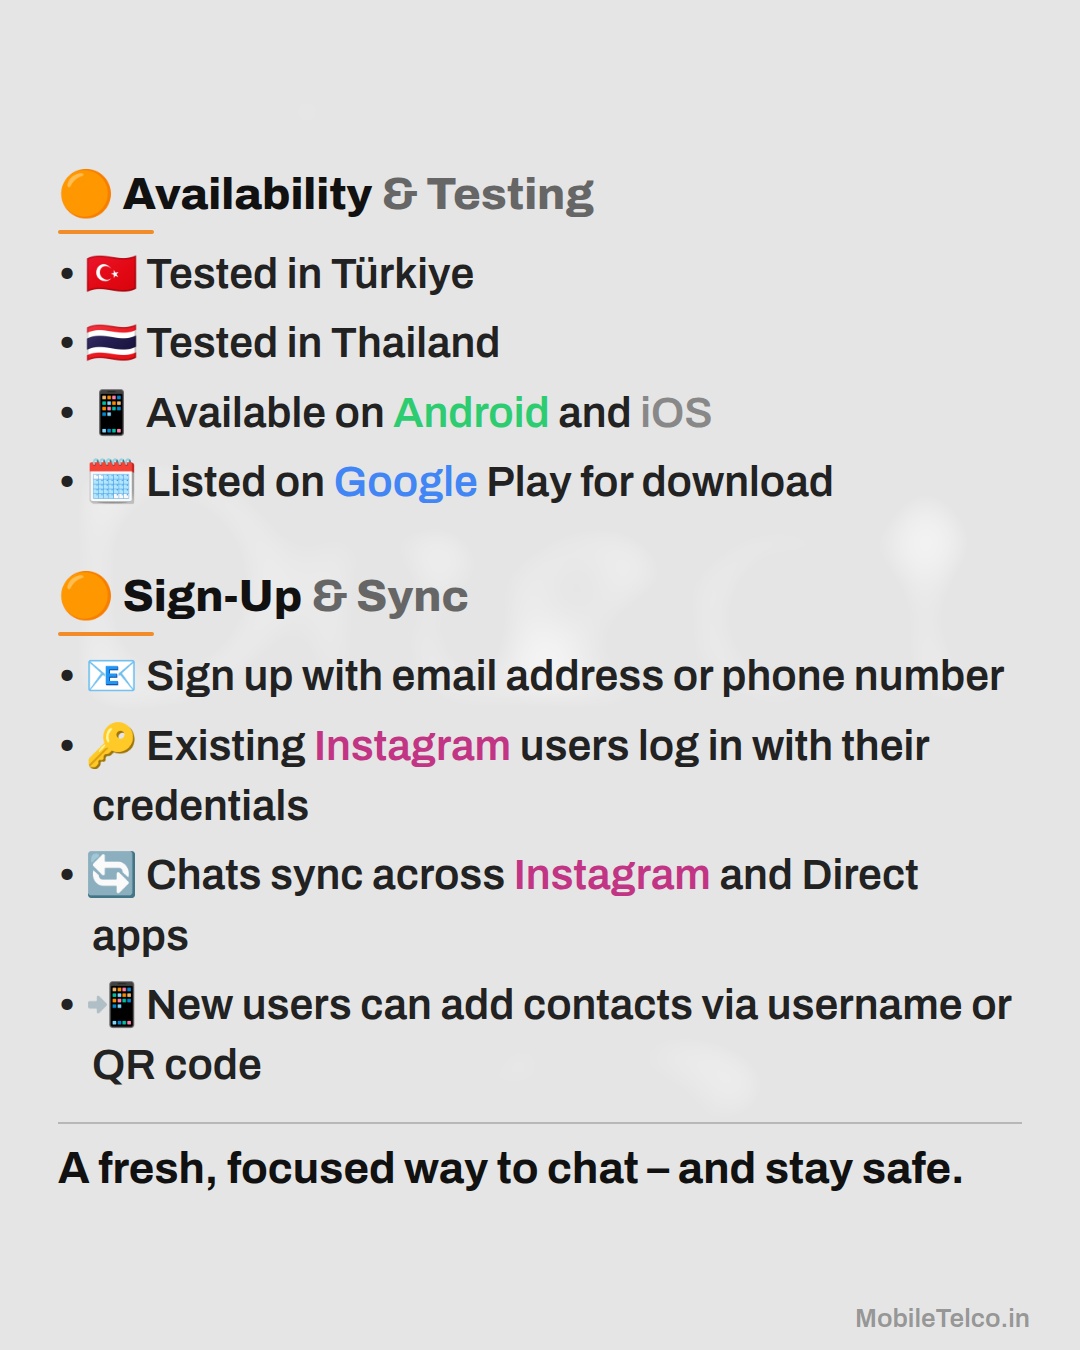 🟠 Availability & Testing
• 🇹🇷 Tested in Türkiye
• 🇹🇭 Tested in Thailand
• 📱 Available on Android and iOS
• 🗓️ Listed on Google Play for download
🟠 Sign-Up & Sync
• 📧 Sign up with email address or phone number
• 🔑 Existing Instagram users log in with their
credentials
• 🔄 Chats sync across Instagram and Direct
apps
• 📲 New users can add contacts via username or
QR code
A fresh, focused way to chat – and stay safe.
MobileTelco.in